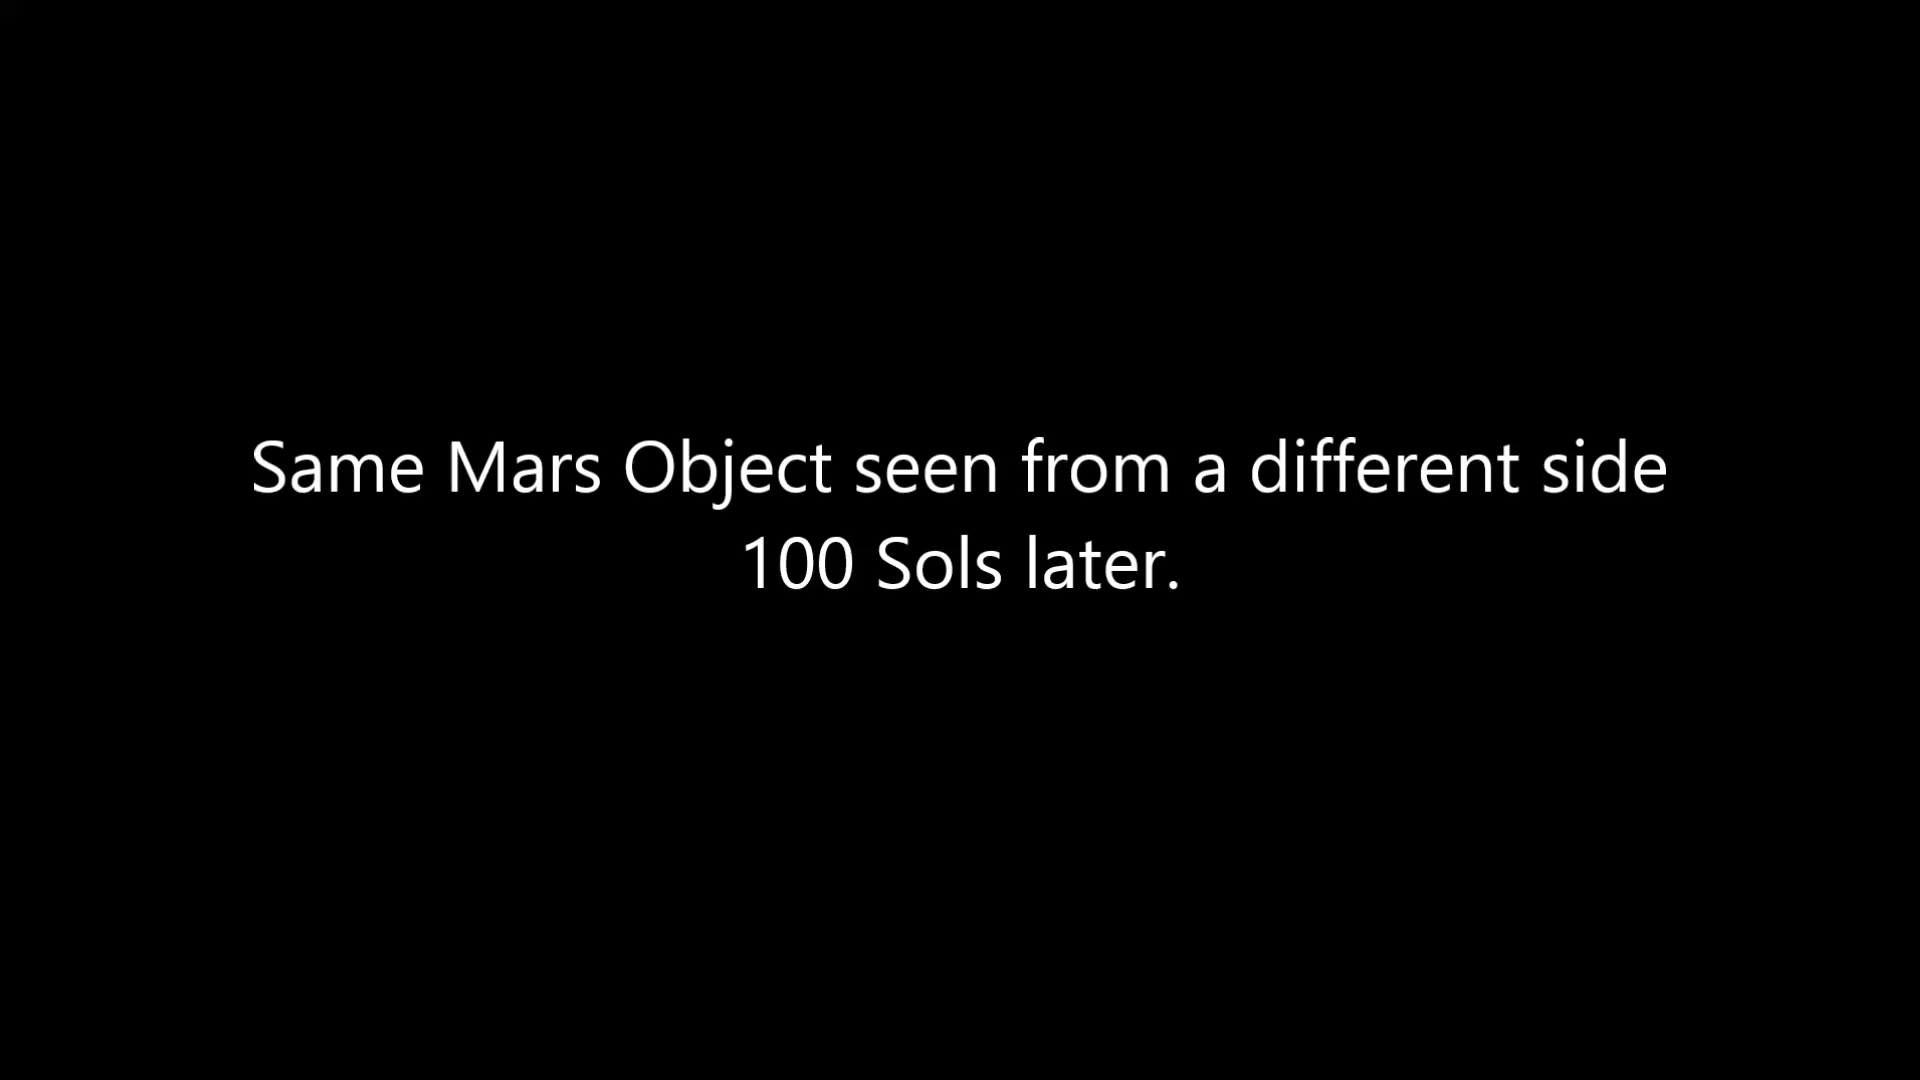 Same Mars Object seen from a different side
100 Sols later.